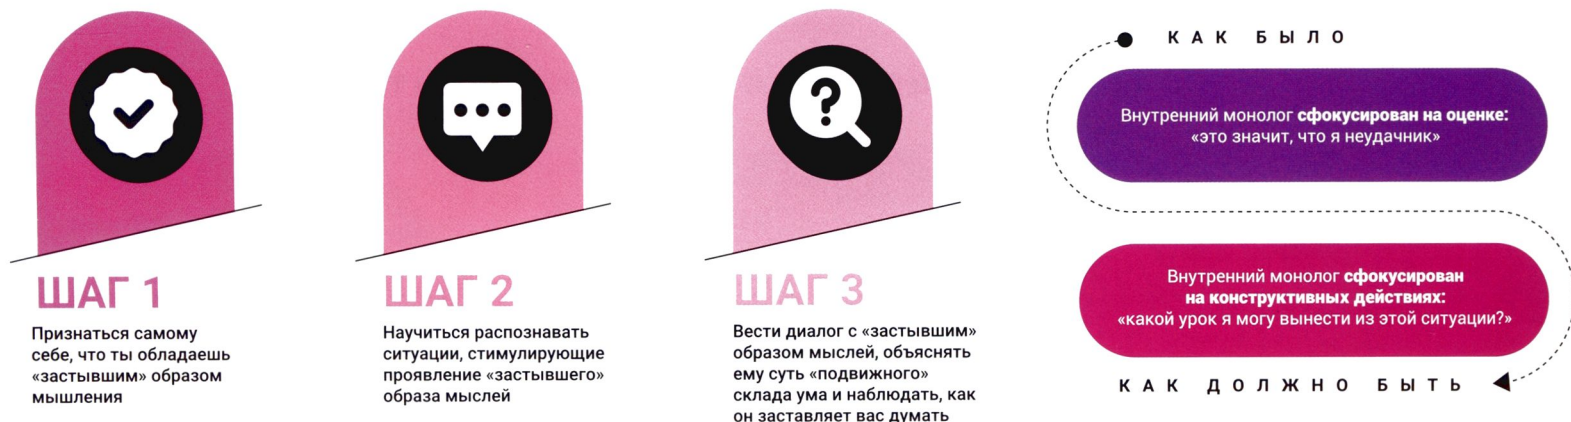 ШАГ 1
Признаться самому
себе, что ты обладаешь
«застывшим» образом
мышления
ШАГ 2
Научиться распознавать
ситуации, стимулирующие
проявление «застывшего»
образа мыслей
ШАГ 3
Вести диалог с «застывшим»
образом мыслей, объяснять
ему суть «подвижного»
склада ума и наблюдать, как
он заставляет вас думать
КАК БЫЛО
Внутренний монолог сфокусирован на оценке:
«это значит, что я неудачник»
Внутренний монолог сфокусирован
на конструктивных действиях:
«какой урок я могу вынести из этой ситуации?»
КАК ДОЛЖНО БЫТЬ